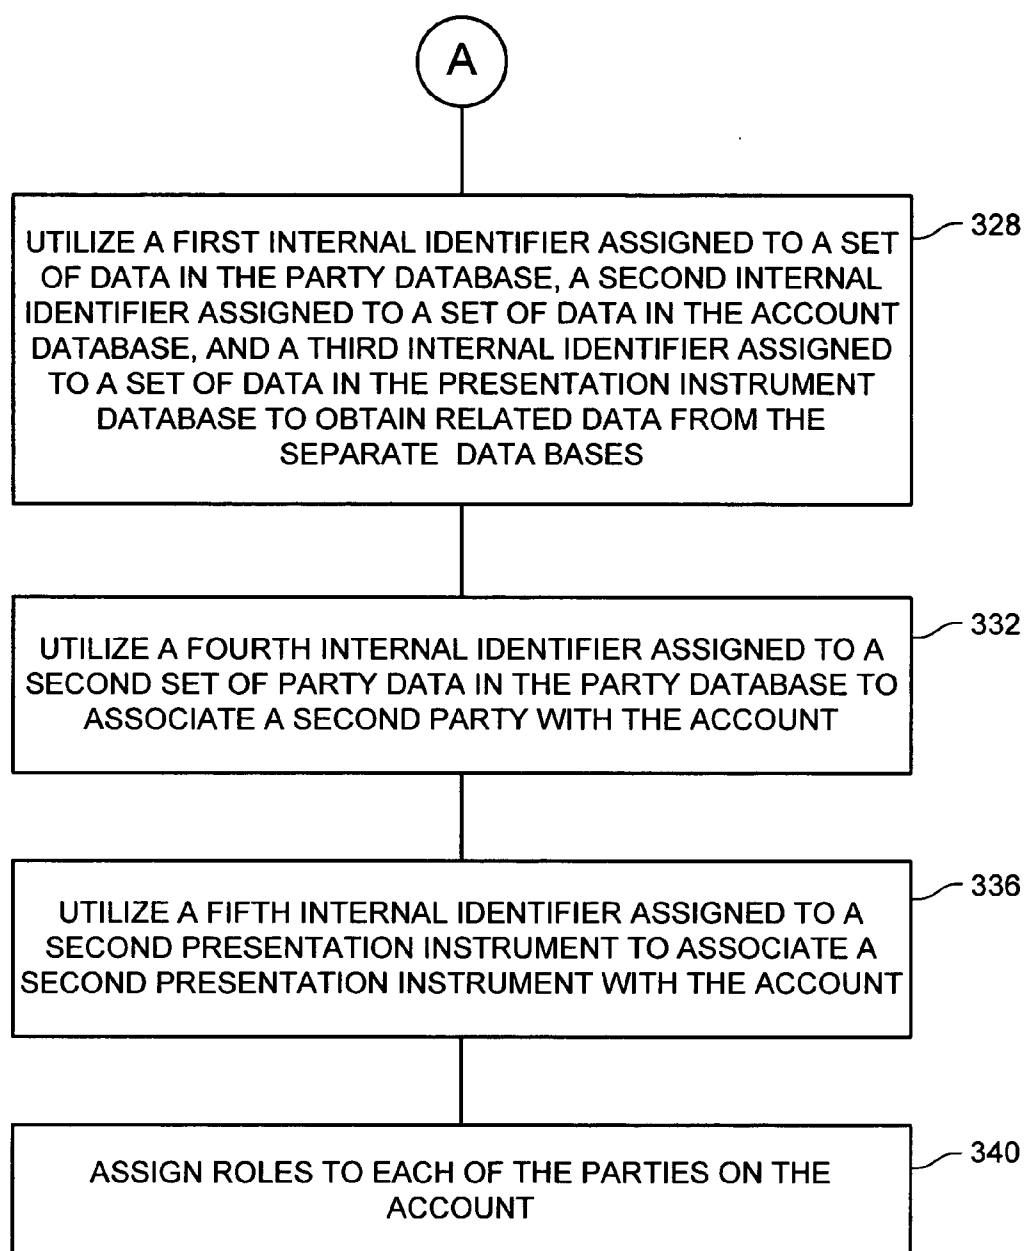 A
328
UTILIZE A FIRST INTERNAL IDENTIFIER ASSIGNED TO A SET
OF DATA IN THE PARTY DATABASE, A SECOND INTERNAL
IDENTIFIER ASSIGNED TO A SET OF DATA IN THE ACCOUNT
DATABASE, AND A THIRD INTERNAL IDENTIFIER ASSIGNED
TO A SET OF DATA IN THE PRESENTATION INSTRUMENT
DATABASE TO OBTAIN RELATED DATA FROM THE
SEPARATE DATA BASES
332
UTILIZE A FOURTH INTERNAL IDENTIFIER ASSIGNED TO A
SECOND SET OF PARTY DATA IN THE PARTY DATABASE TO
ASSOCIATE A SECOND PARTY WITH THE ACCOUNT
336
UTILIZE A FIFTH INTERNAL IDENTIFIER ASSIGNED TO A
SECOND PRESENTATION INSTRUMENT TO ASSOCIATE A
SECOND PRESENTATION INSTRUMENT WITH THE ACCOUNT
340
ASSIGN ROLES TO EACH OF THE PARTIES ON THE
ACCOUNT